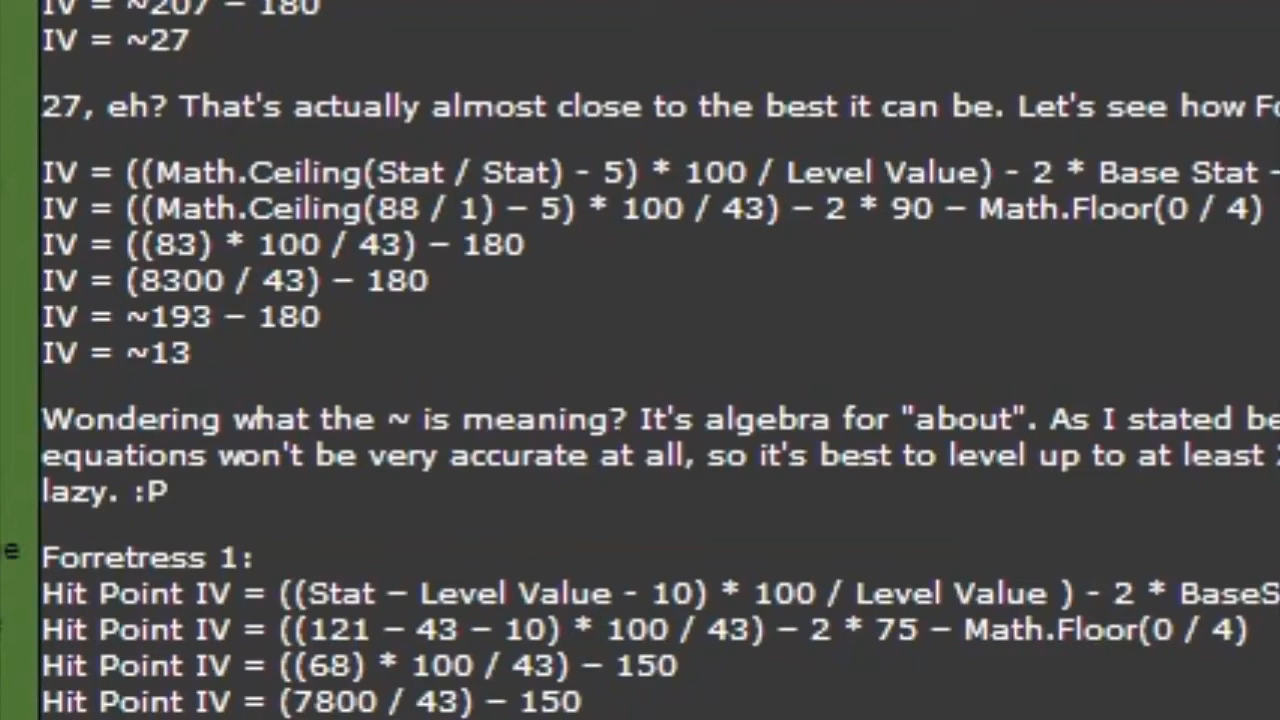 IV = ~207 − 180
IV = ~27
27, eh? That's actually almost close to the best it can be. Let's see how
IV = ((Math.Ceiling(Stat / Stat) - 5) * 100 / Level Value) - 2 * Base Stat -
IV = ((Math.Ceiling(88 / 1) − 5) * 100 / 43) − 2 * 90 − Math.Floor(0 / 4)
IV = ((83) * 100 / 43) − 180
IV = (8300 / 43) − 180
IV = ~193 − 180
IV = ~13
Wondering what the ~ is meaning? It's algebra for "about". As I stated
equations won't be very accurate at all, so it's best to level up to at least
lazy. :P
e
Forretress 1:
Hit Point IV = ((Stat − Level Value - 10) * 100 / Level Value ) - 2 * BaseS
Hit Point IV = ((121 − 43 − 10) * 100 / 43) − 2 * 75 − Math.Floor(0 / 4)
Hit Point IV = ((68) * 100 / 43) − 150
Hit Point IV = (7800 / 43) − 150